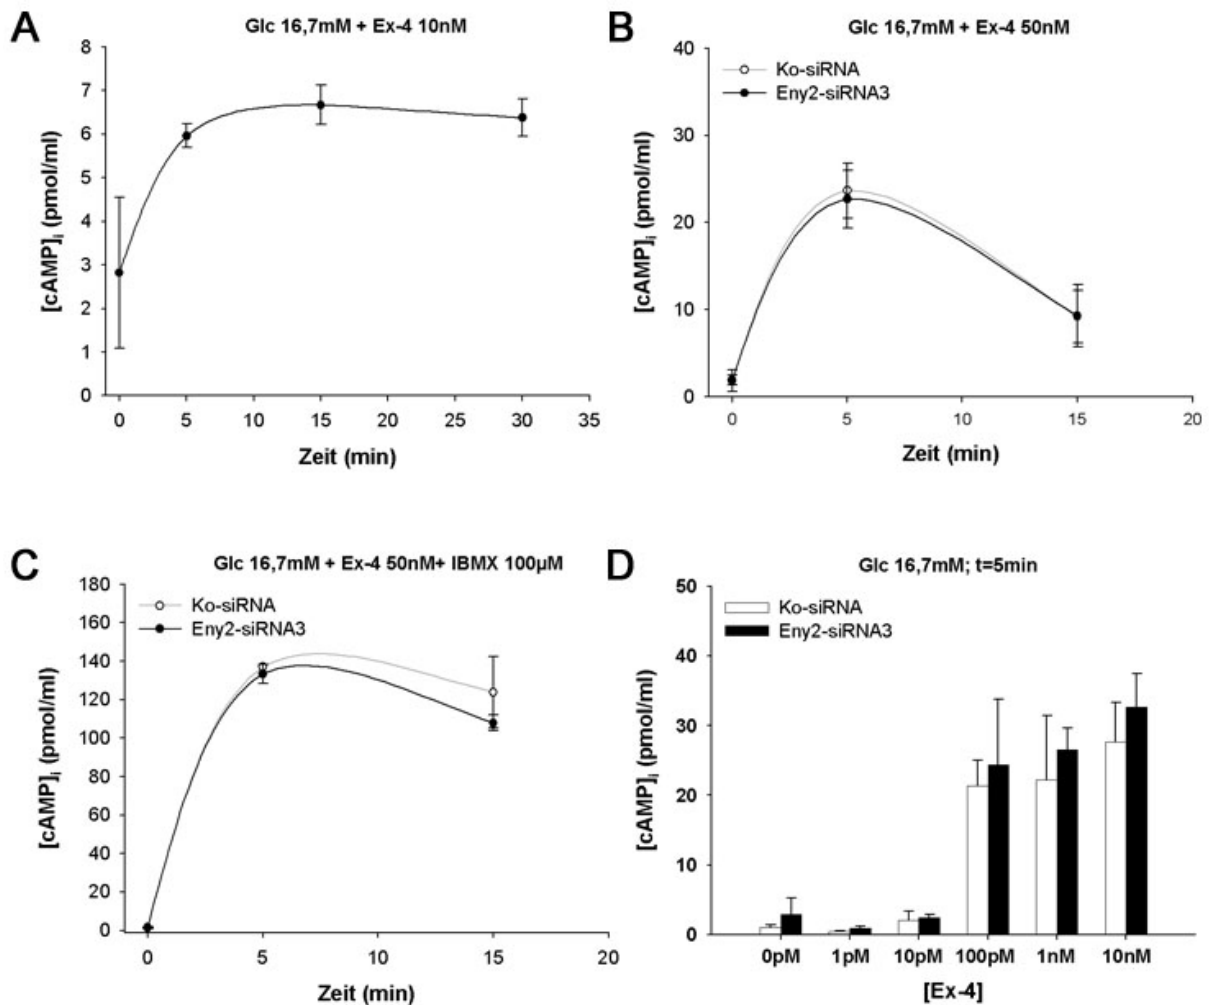 A
Glc 16,7mM + Ex-4 10nM
[cAMP]i (pmol/ml)
8
7
6
5
4
3
2
1
0
0 5 10 15 20 25 30 35
Zeit (min)
B
Glc 16,7mM + Ex-4 50nM
Ko-siRNA
Eny2-siRNA3
[cAMP]i (pmol/ml)
40
30
20
10
0
0 5 10 15 20
Zeit (min)
C
Glc 16,7mM + Ex-4 50nM+ IBMX 100µM
Ko-siRNA
Eny2-siRNA3
[cAMP]i (pmol/ml)
180
160
140
120
100
80
60
40
20
0
0 5 10 15 20
Zeit (min)
D
Glc 16,7mM; t=5min
Ko-siRNA
Eny2-siRNA3
[cAMP]i (pmol/ml)
50
40
30
20
10
0
0pM 1pM 10pM 100pM 1nM 10nM
[Ex-4]